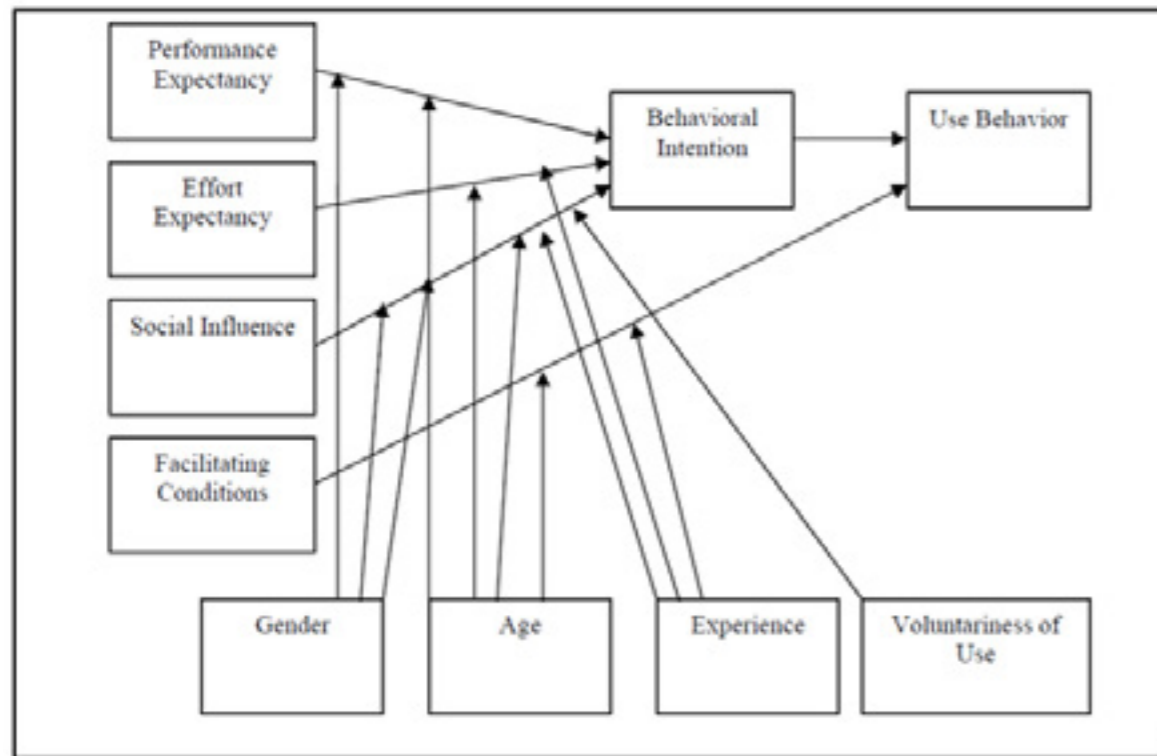 Performance
Expectancy
Behavioral
Intention
Use Behavior
Effort
Expectancy
Social Influence
Facilitating
Conditions
Gender
Age
Experience
Voluntariness of
Use